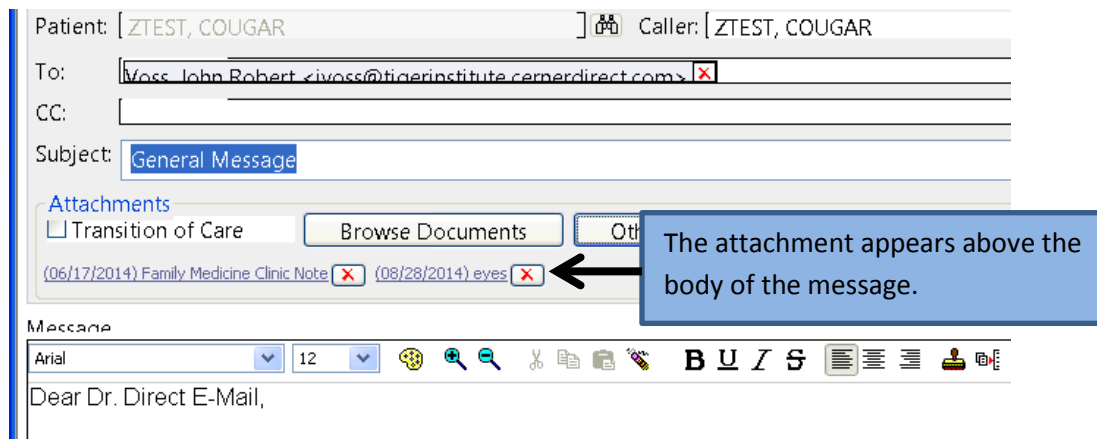 Patient: ZTEST, COUGAR Caller: ZTEST, COUGAR
To: Voss, John Robert <jvoss@tigerinstitute.cernerdirect.com>
CC:
Subject: General Message
Attachments
Transition of Care Browse Documents Oth
(06/17/2014) Family Medicine Clinic Note (08/28/2014) eyes
The attachment appears above the
body of the message.
Message
Arial 12 B U I S
Dear Dr. Direct E-Mail,